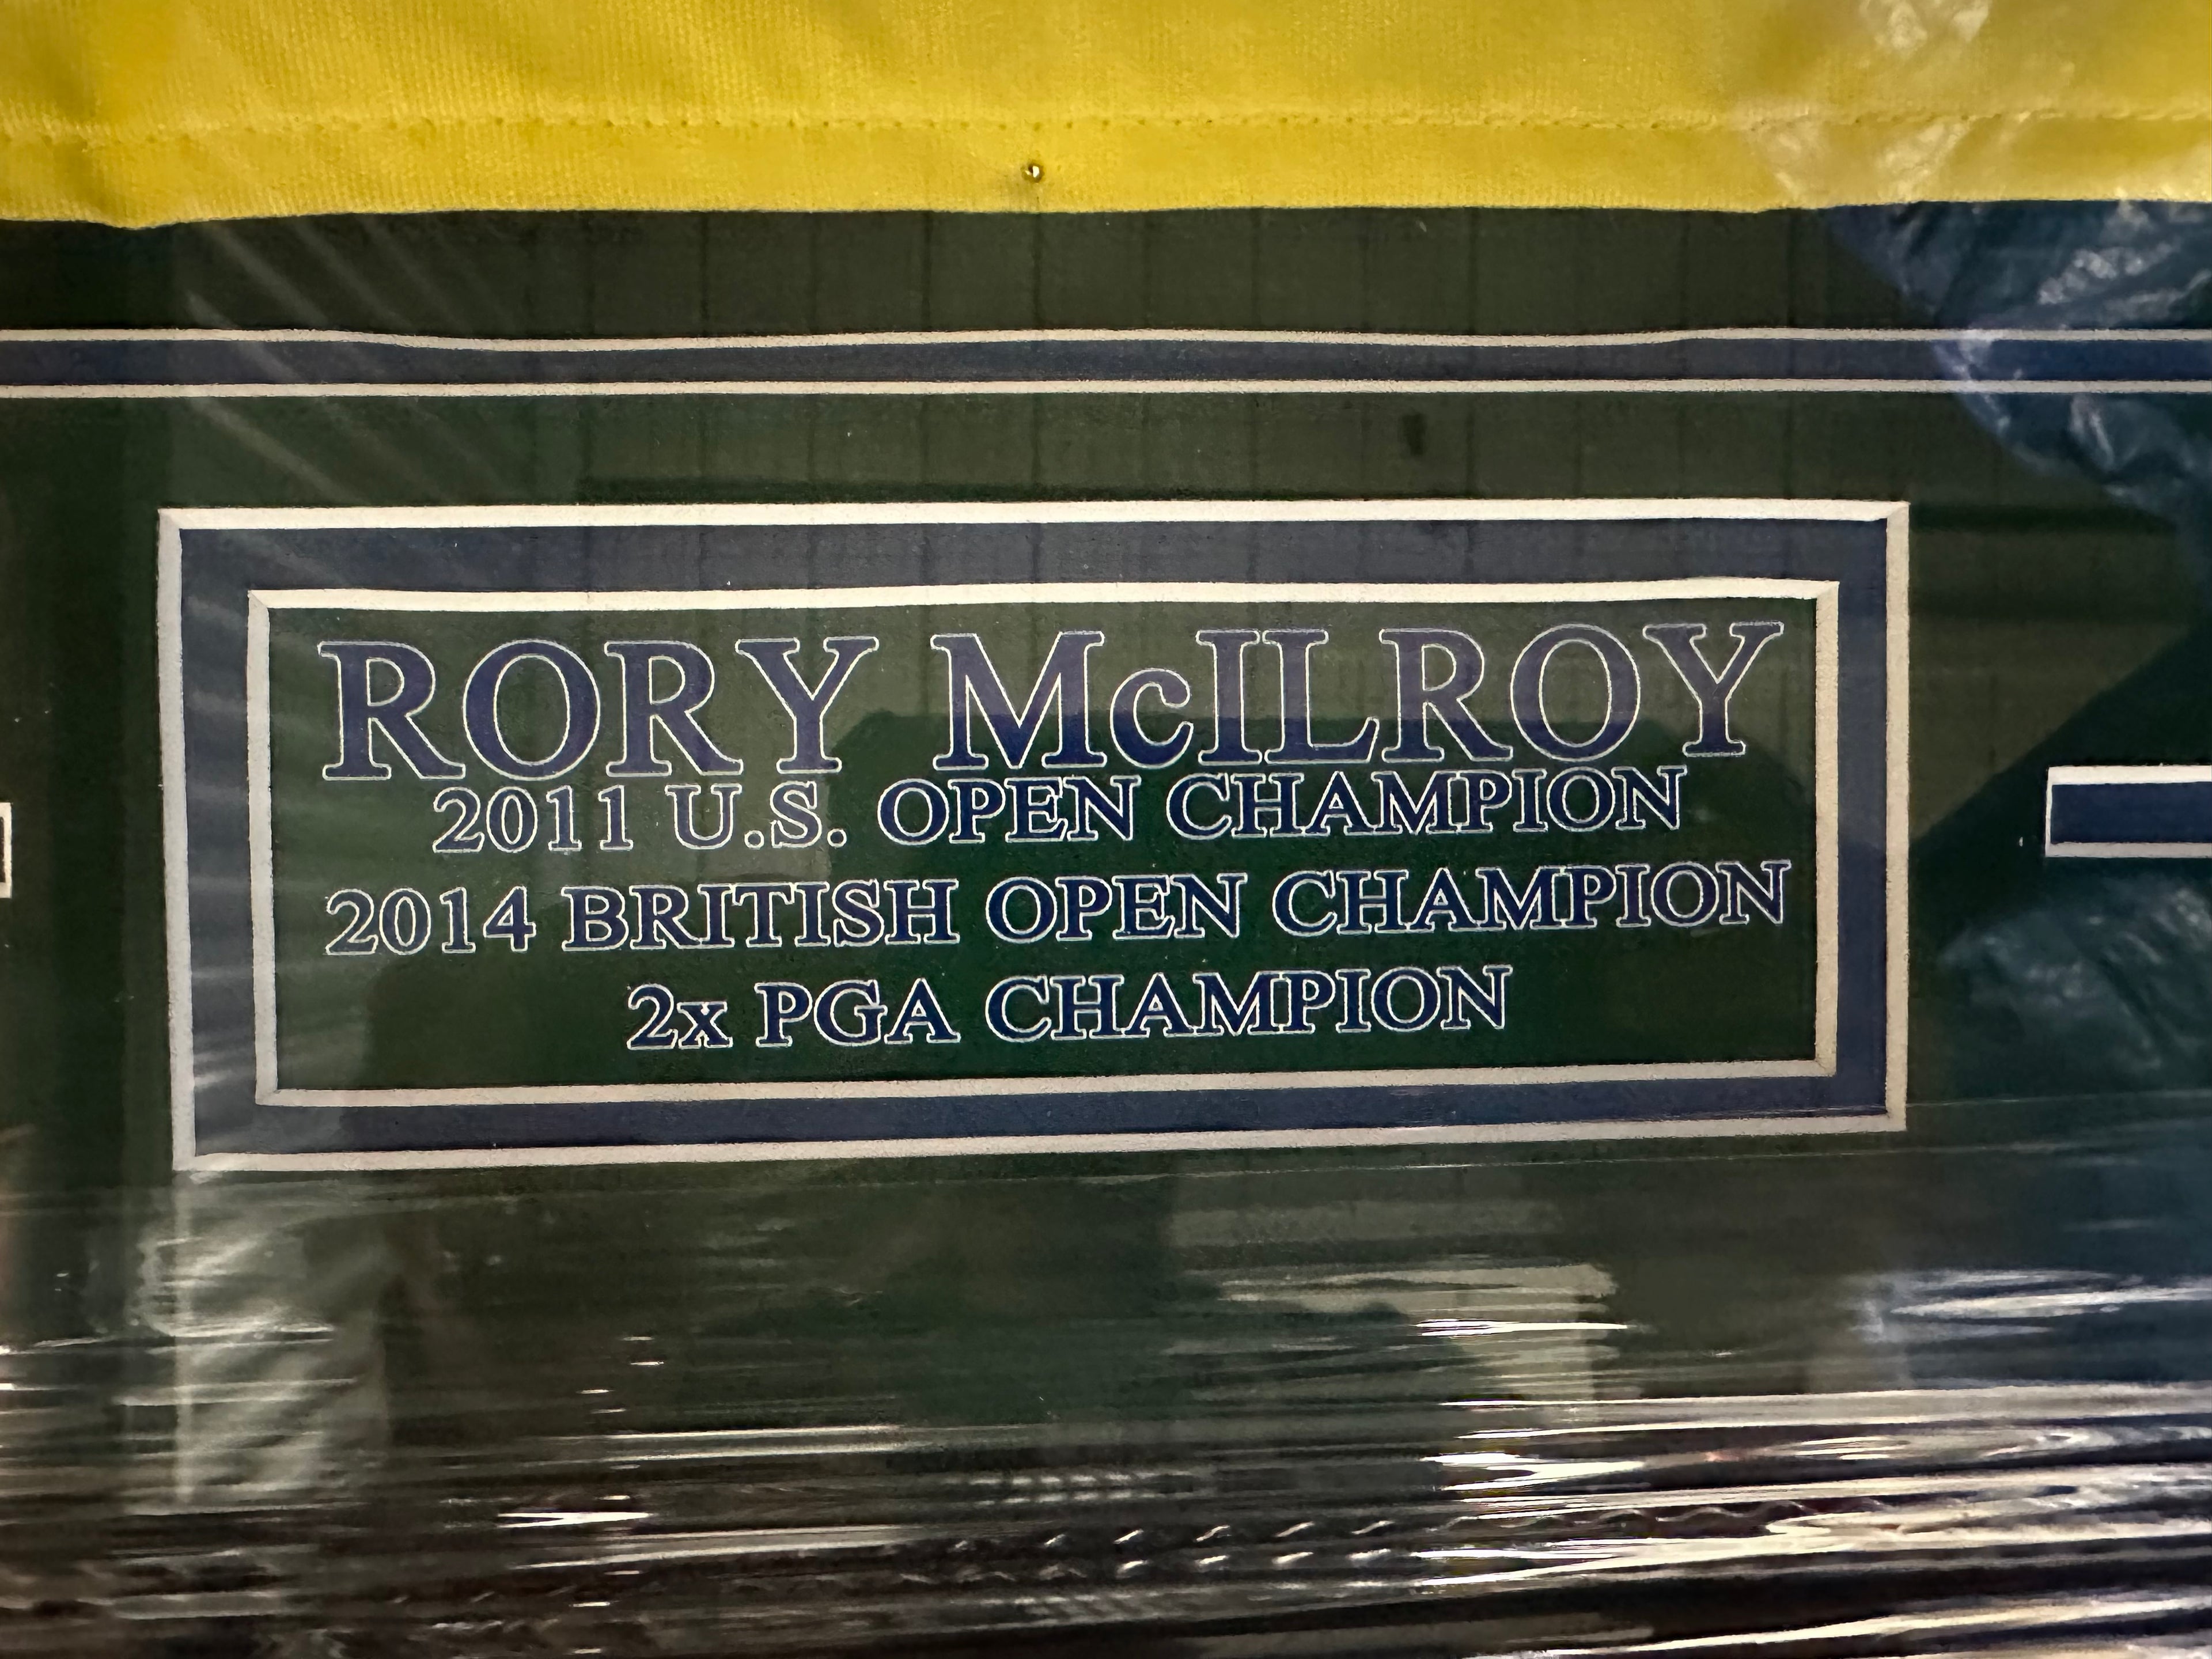 RORY McILROY
2011 U.S. OPEN CHAMPION
2014 BRITISH OPEN CHAMPION
2x PGA CHAMPION